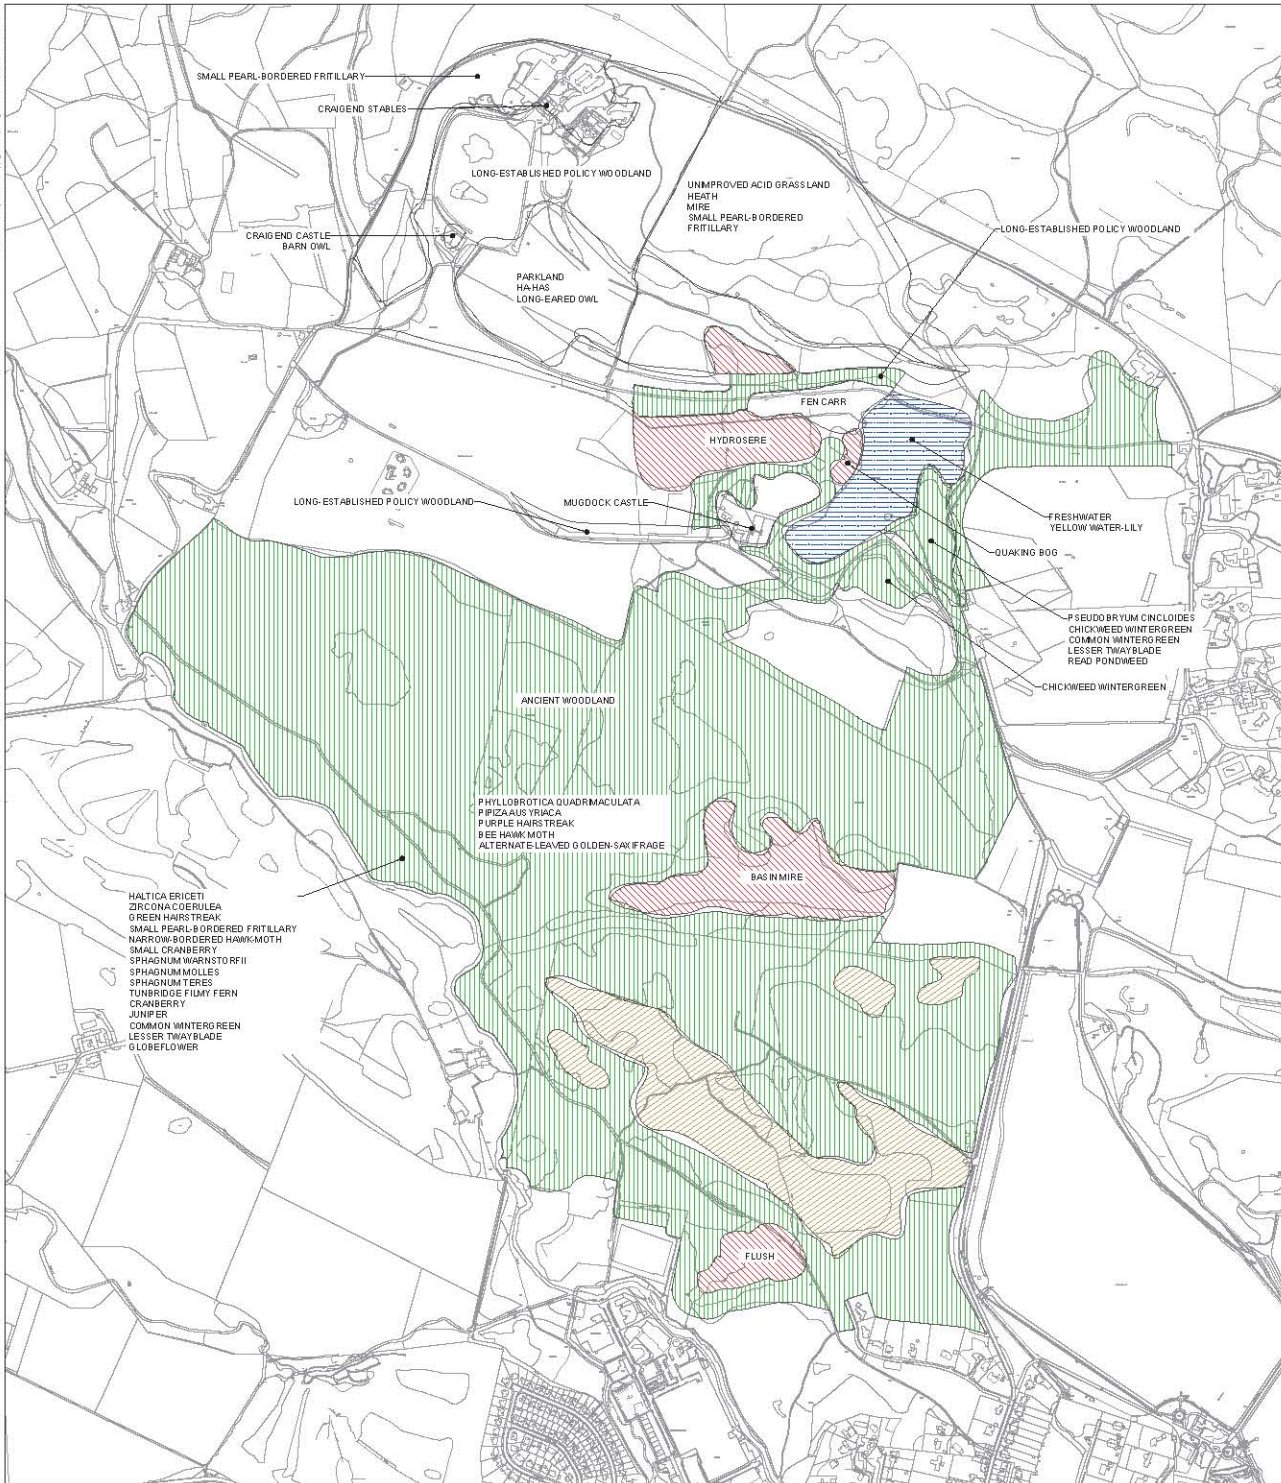 SMALL PEARL-BORDERED FRITILLARY
CRAIGEND STABLES
LONG-ESTABLISHED POLICY WOODLAND
UNIMPROVED ACID GRASSLAND
HEATH
MIRE
SMALL PEARL-BORDERED
FRITILLARY
CRAIGEND CASTLE
BARN OWL
LONG-ESTABLISHED POLICY WOODLAND
PARKLAND
HA-HAS
LONG-EARED OWL
FEN CARR
HYDROSERE
LONG-ESTABLISHED POLICY WOODLAND
MUGDOCK CASTLE
FRESHWATER
YELLOW WATER-LILY
QUAKING BOG
PSEUDOBRYUM CINCLOIDES
CHICKWEED WINTERGREEN
COMMON WINTERGREEN
LESSER TWAYBLADE
READ PONDWEED
CHICKWEED WINTERGREEN
ANCIENT WOODLAND
PHYLLOBROTICA QUADRIMACULATA
PIPIZA AUSYRIACA
PURPLE HAIRSTREAK
BEE HAWK MOTH
ALTERNATE-LEAVED GOLDEN-SAXIFRAGE
BASIN MIRE
HALTICA ERICETI
ZIRCONA COERULEA
GREEN HAIRSTREAK
SMALL PEARL-BORDERED FRITILLARY
NARROW-BORDERED HAWK-MOTH
SMALL CRANBERRY
SPHAGNUM WARNSTORFII
SPHAGNUM MOLLES
SPHAGNUM TERES
TUNBRIDGE FILMY FERN
CRANBERRY
JUNIPER
COMMON WINTERGREEN
LESSER TWAYBLADE
GLOBEFLOWER
FLUSH